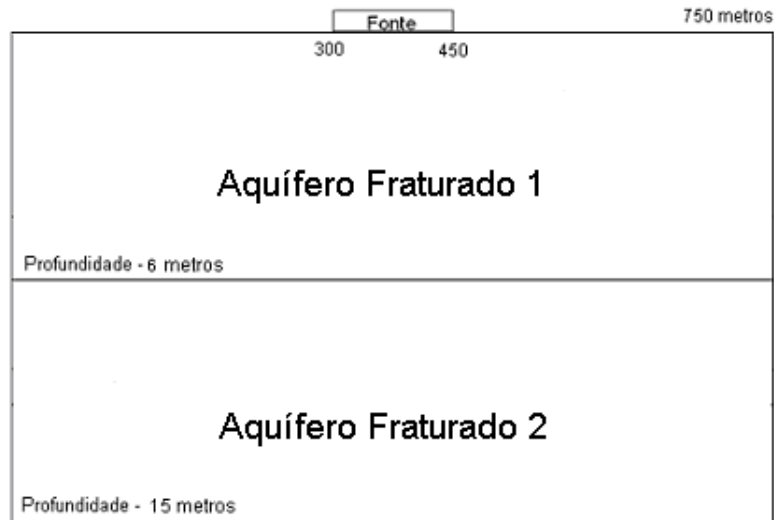 Fonte
750 metros
300
450
Aquífero Fraturado 1
Profundidade - 6 metros
Aquífero Fraturado 2
Profundidade - 15 metros